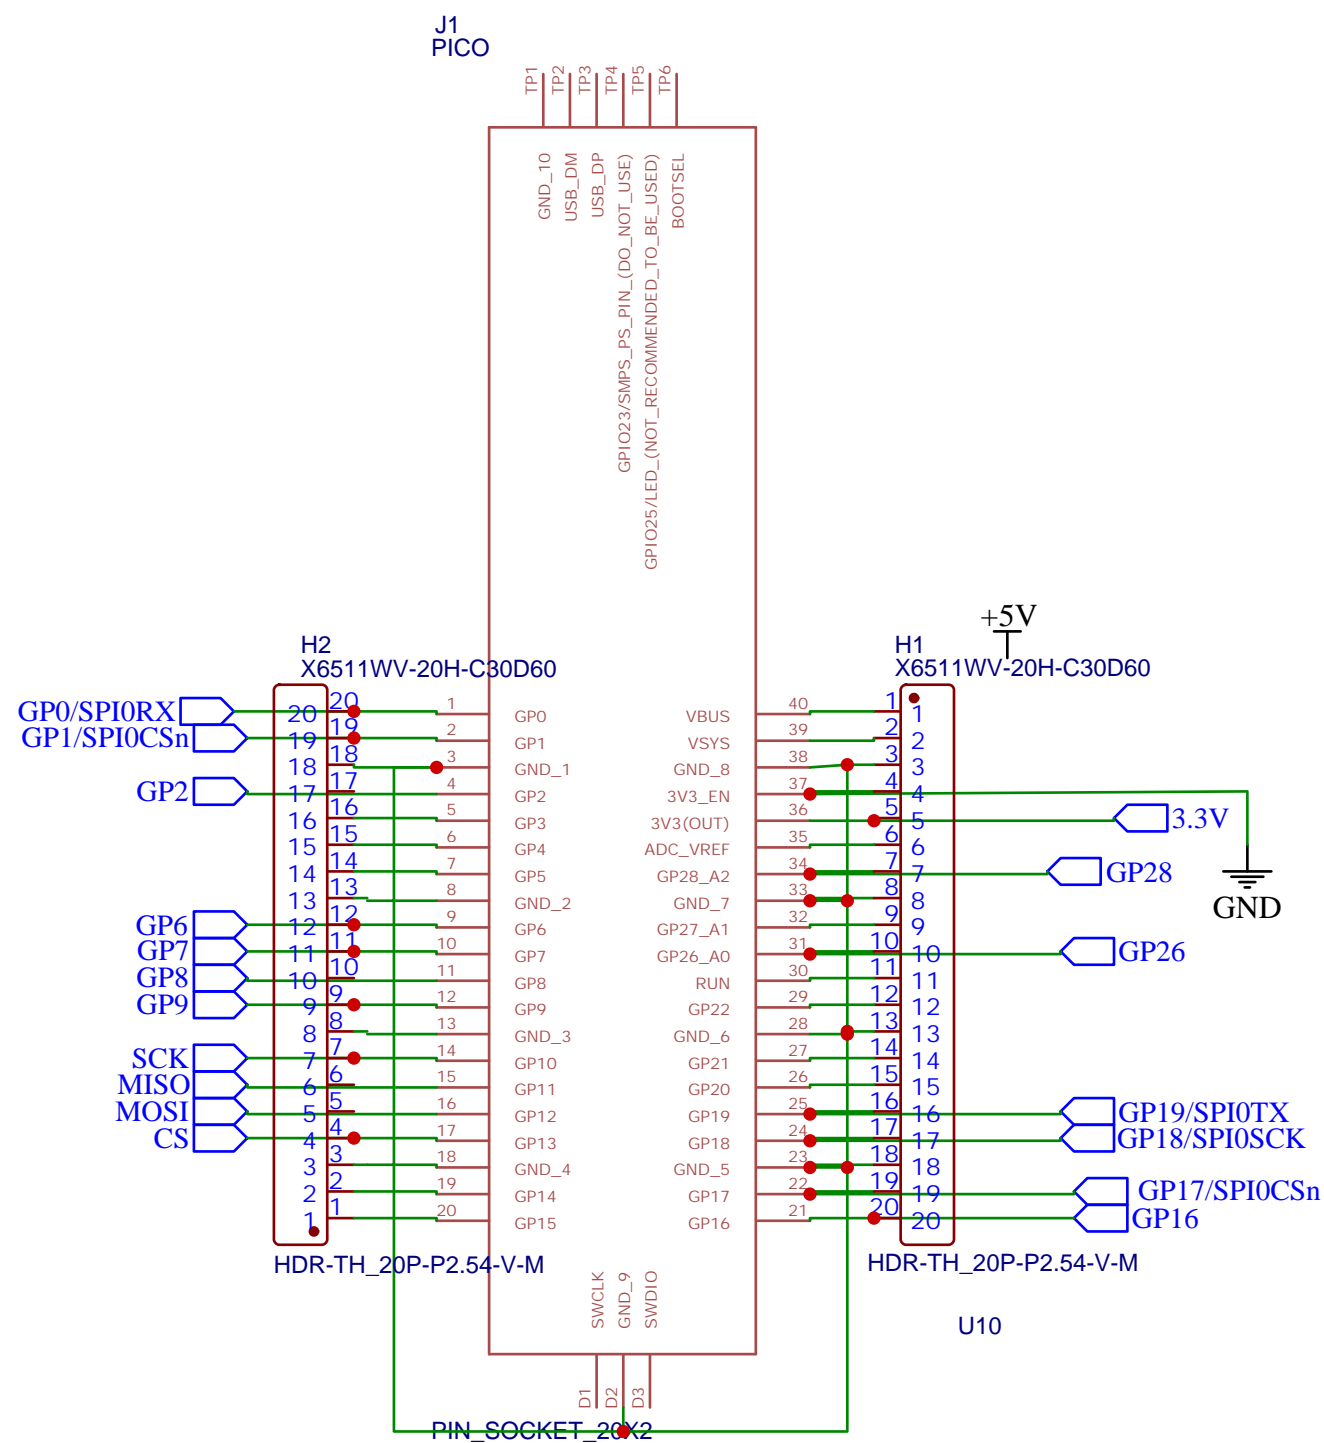 J1
PICO
TP1 TP2 TP3 TP4 TP5 TP6
GND_10
USB_DM
USB_DP
GPIO23/SMPS_PS_PIN_(DO_NOT_USE)
GPIO25/LED_(NOT_RECOMMENDED_TO_BE_USED)
BOOTSEL
+5V
H2
X6511WV-20H-C30D60
H1
X6511WV-20H-C30D60
GP0/SPI0RX 20 20 1 GP0 VBUS 40 1 1
GP1/SPI0CSn 19 19 2 GP1 VSYS 39 2 2
18 18 3 GND_1 GND_8 38 3 3
GP2 17 17 4 GP2 3V3_EN 37 4 4
16 16 5 GP3 3V3(OUT) 36 5 5 3.3V
15 15 6 GP4 ADC_VREF 35 6 6
14 14 7 GP5 GP28_A2 34 7 7 GP28
13 13 8 GND_2 GND_7 33 8 8 GND
GP6 12 12 9 GP6 GP27_A1 32 9 9
GP7 11 11 10 GP7 GP26_A0 31 10 10 GP26
GP8 10 10 11 GP8 RUN 30 11 11
GP9 9 9 12 GP9 GP22 29 12 12
8 8 13 GND_3 GND_6 28 13 13
SCK 7 7 14 GP10 GP21 27 14 14
MISO 6 6 15 GP11 GP20 26 15 15
MOSI 5 5 16 GP12 GP19 25 16 16 GP19/SPI0TX
CS 4 4 17 GP13 GP18 24 17 17 GP18/SPI0SCK
3 3 18 GND_4 GND_5 23 18 18
2 2 19 GP14 GP17 22 19 19 GP17/SPI0CSn
1 1 20 GP15 GP16 21 20 20 GP16
HDR-TH_20P-P2.54-V-M
HDR-TH_20P-P2.54-V-M
SWCLK
GND_9
SWDIO
U10
D1 D2 D3
PIN_SOCKET_20X2